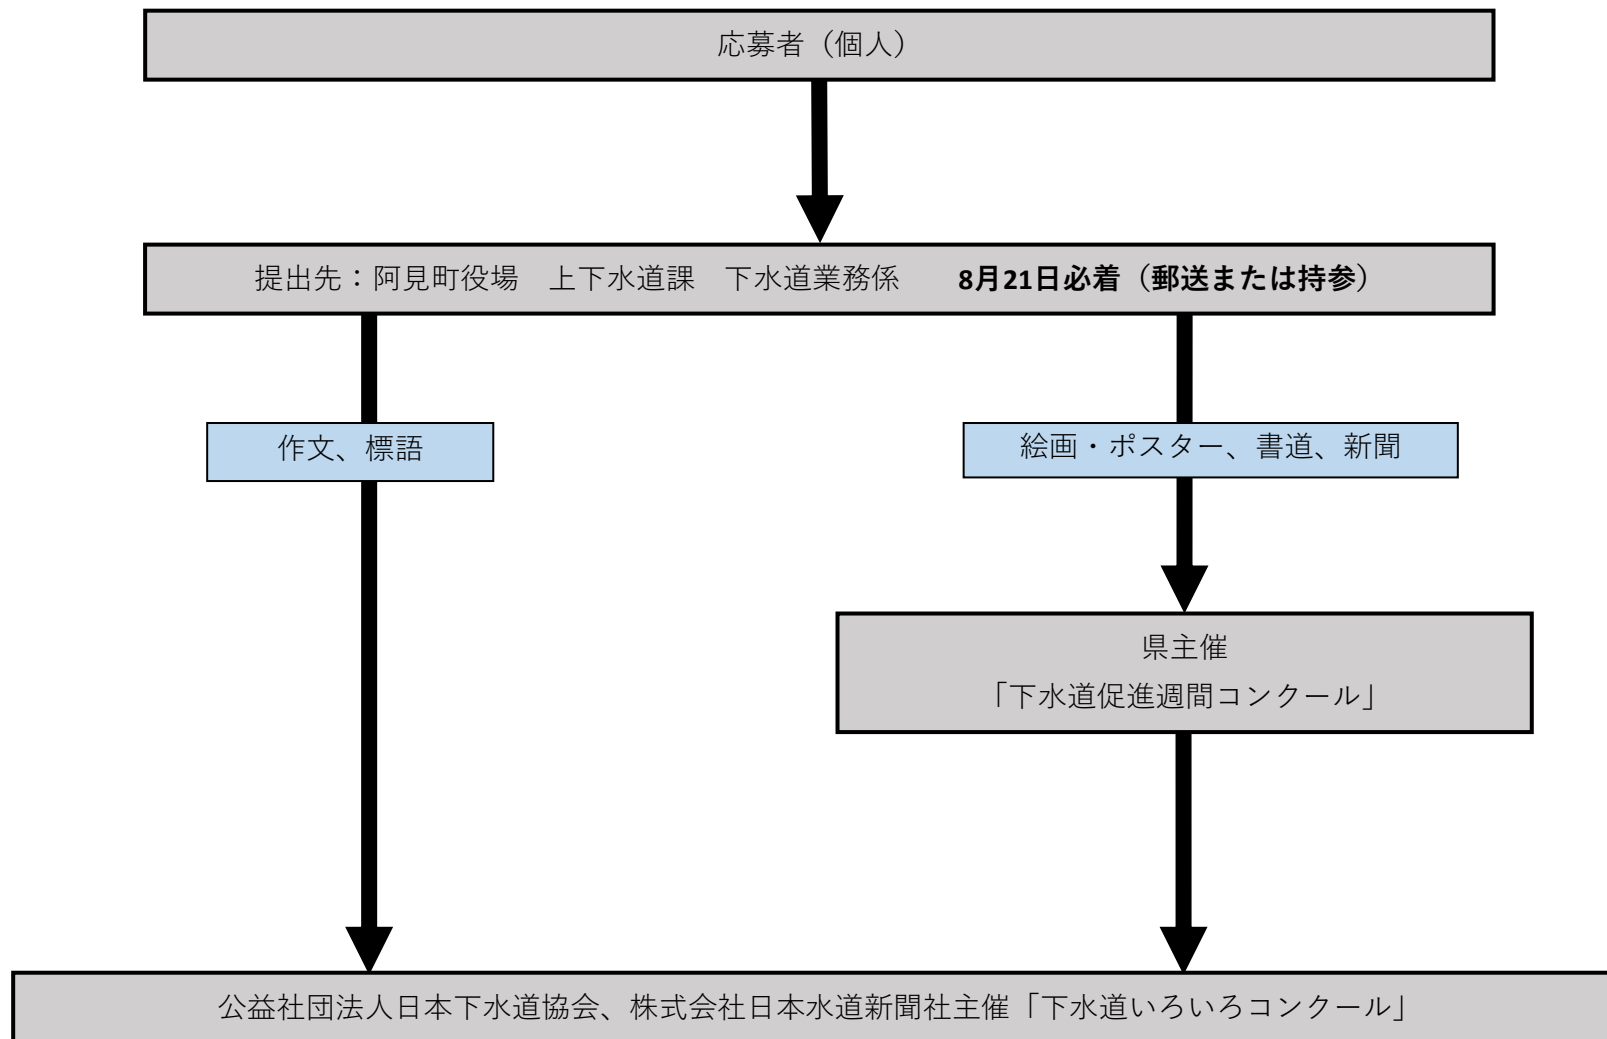 応募者（個人）
提出先：阿見町役場　上下水道課　下水道業務係　8月21日必着（郵送または持参）
作文、標語
絵画・ポスター、書道、新聞
県主催
「下水道促進週間コンクール」
公益社団法人日本下水道協会、株式会社日本水道新聞社主催「下水道いろいろコンクール」